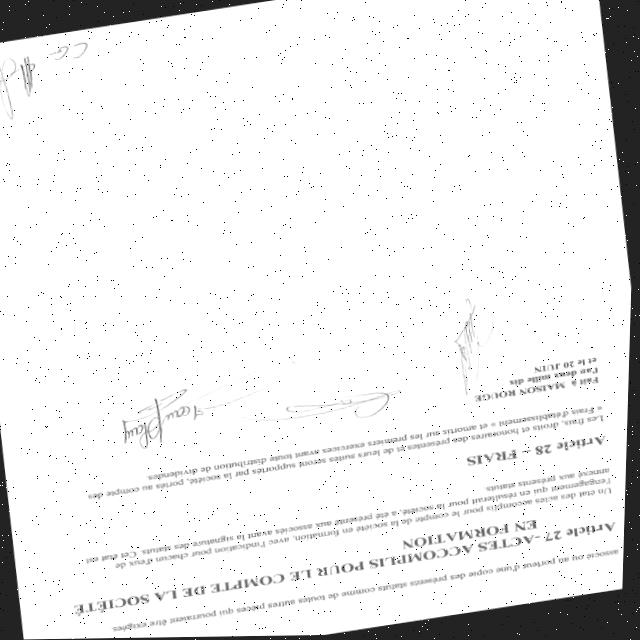 associé ou au porteur d'une copie des présents statuts comme de toutes autres pièces qui pourraient être exigées
Article 27 -ACTES ACCOMPLIS POUR LE COMPTE DE LA SOCIETE
EN FORMATION
Un état des actes accomplis pour le compte de la société en formation, avec l'indication pour chacun d'eux de
l'engagement qui en résulterait pour la société, a été présenté aux associés avant la signature des statuts. Cet état est
annexé aux présents statuts
Article 28 – FRAIS
Les frais, droits et honoraires des présentes et de leurs suites seront supportés par la société, portés au compte des
« Frais d'établissement » et amortis sur les premiers exercices avant toute distribution de dividendes
Fait à MAISON ROUGE
l'an deux mille dix
et le 20 JUIN